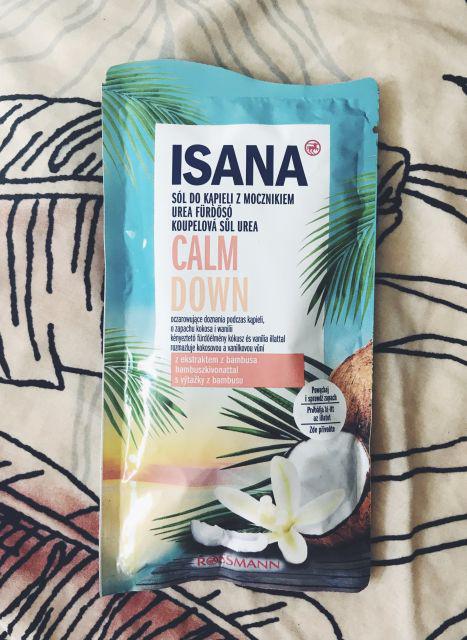 ISANA
SÓL DO KĄPIELI Z MOCZNIKIEM
UREA FÜRDŐSÓ
KOUPELOVÁ SŮL UREA
CALM
DOWN
oczarowujące doznania podczas kąpieli,
o zapachu kokosa i wanilii
kényeztető fürdőélmény kókusz és vanília illattal
rozmazluje kokosovou a vanilkovou vůní
z ekstraktem z bambusa
bambuszkivonattal
s výtažky z bambusu
Powąchaj
i sprawdź zapach
Próbálja ki itt
az illatot
Zde přivoňte
ROSSMANN